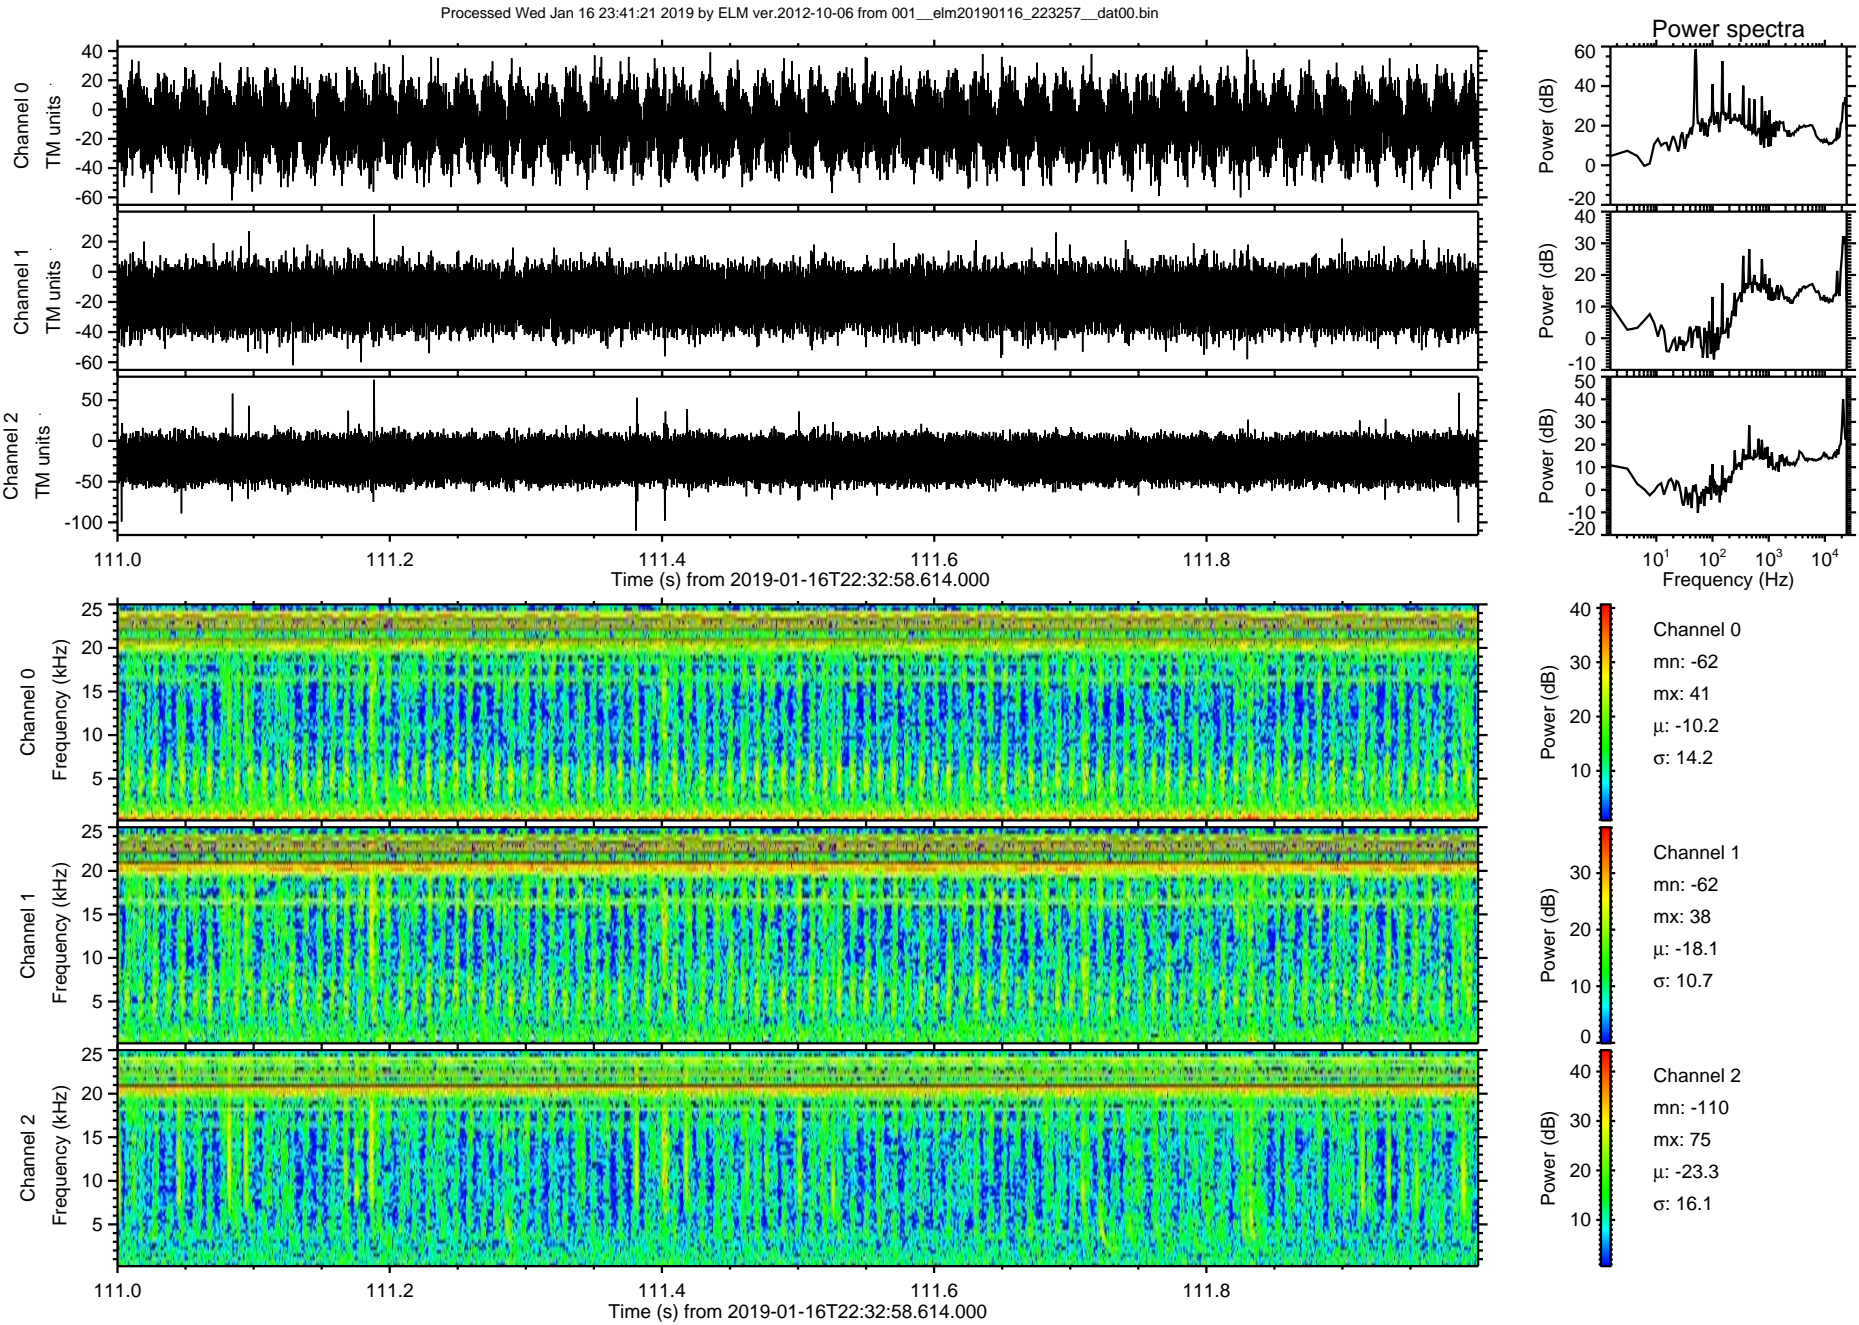 Processed Wed Jan 16 23:41:21 2019 by ELM ver.2012-10-06 from 001__elm20190116_223257__dat00.bin
Power spectra
Channel 0
TM units
40
20
0
-20
-40
-60
Power (dB)
60
40
20
0
-20
Channel 1
TM units
20
0
-20
-40
-60
Power (dB)
40
30
20
10
0
-10
Channel 2
TM units
50
0
-50
-100
Power (dB)
50
40
30
20
10
0
-10
-20
111.0 111.2 111.4 111.6 111.8
Time (s) from 2019-01-16T22:32:58.614.000
10¹ 10² 10³ 10⁴
Frequency (Hz)
Channel 0
Frequency (kHz)
25
20
15
10
5
Power (dB)
40
30
20
10
Channel 0
mn: -62
mx: 41
μ: -10.2
σ: 14.2
Channel 1
Frequency (kHz)
25
20
15
10
5
Power (dB)
30
20
10
0
Channel 1
mn: -62
mx: 38
μ: -18.1
σ: 10.7
Channel 2
Frequency (kHz)
25
20
15
10
5
Power (dB)
40
30
20
10
Channel 2
mn: -110
mx: 75
μ: -23.3
σ: 16.1
111.0 111.2 111.4 111.6 111.8
Time (s) from 2019-01-16T22:32:58.614.000